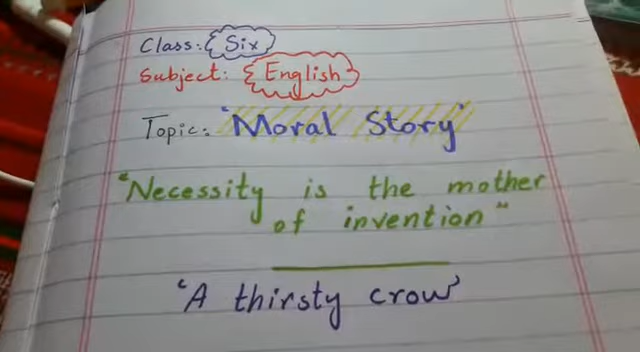 Class: Six
Subject: English
Topic: "Moral Story"
"Necessity is the mother
of invention"
'A thirsty crow'